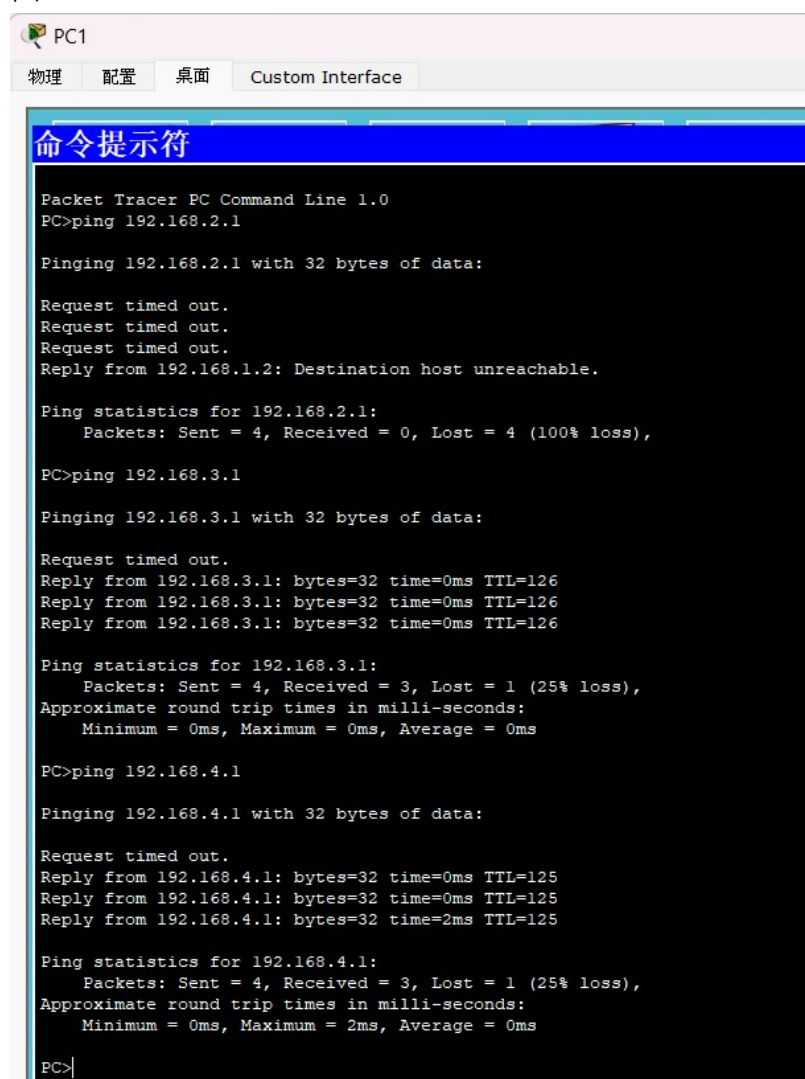 PC1
物理 配置 桌面 Custom Interface
命令提示符
Packet Tracer PC Command Line 1.0
PC>ping 192.168.2.1
Pinging 192.168.2.1 with 32 bytes of data:
Request timed out.
Request timed out.
Request timed out.
Reply from 192.168.1.2: Destination host unreachable.
Ping statistics for 192.168.2.1:
Packets: Sent = 4, Received = 0, Lost = 4 (100% loss),
PC>ping 192.168.3.1
Pinging 192.168.3.1 with 32 bytes of data:
Request timed out.
Reply from 192.168.3.1: bytes=32 time=0ms TTL=126
Reply from 192.168.3.1: bytes=32 time=0ms TTL=126
Reply from 192.168.3.1: bytes=32 time=0ms TTL=126
Ping statistics for 192.168.3.1:
Packets: Sent = 4, Received = 3, Lost = 1 (25% loss),
Approximate round trip times in milli-seconds:
Minimum = 0ms, Maximum = 0ms, Average = 0ms
PC>ping 192.168.4.1
Pinging 192.168.4.1 with 32 bytes of data:
Request timed out.
Reply from 192.168.4.1: bytes=32 time=0ms TTL=125
Reply from 192.168.4.1: bytes=32 time=0ms TTL=125
Reply from 192.168.4.1: bytes=32 time=2ms TTL=125
Ping statistics for 192.168.4.1:
Packets: Sent = 4, Received = 3, Lost = 1 (25% loss),
Approximate round trip times in milli-seconds:
Minimum = 0ms, Maximum = 2ms, Average = 0ms
PC>